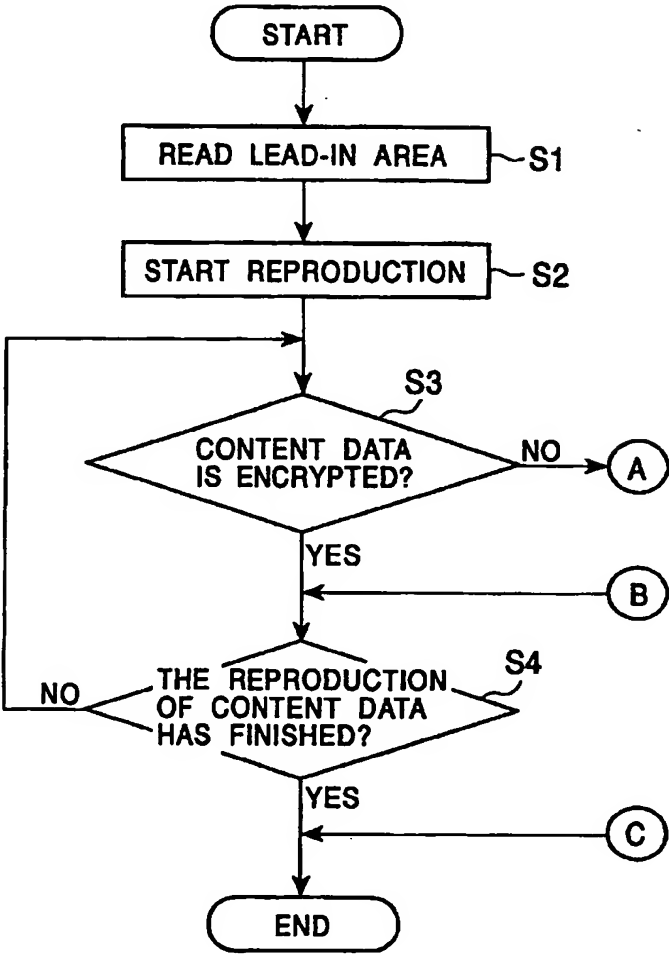 START
READ LEAD-IN AREA
S1
START REPRODUCTION
S2
S3
CONTENT DATA
IS ENCRYPTED?
NO
A
YES
B
S4
THE REPRODUCTION
OF CONTENT DATA
HAS FINISHED?
NO
YES
C
END